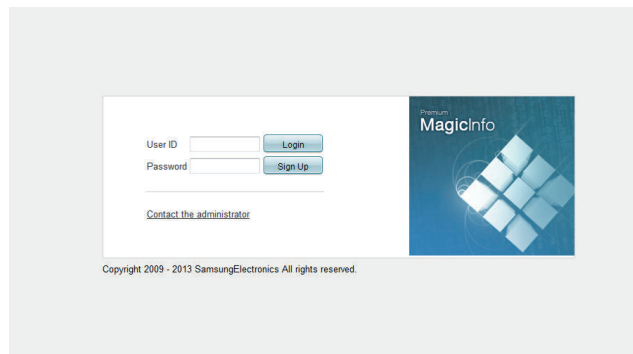 Premium
MagicInfo
User ID Login
Password Sign Up
Contact the administrator
Copyright 2009 - 2013 SamsungElectronics All rights reserved.